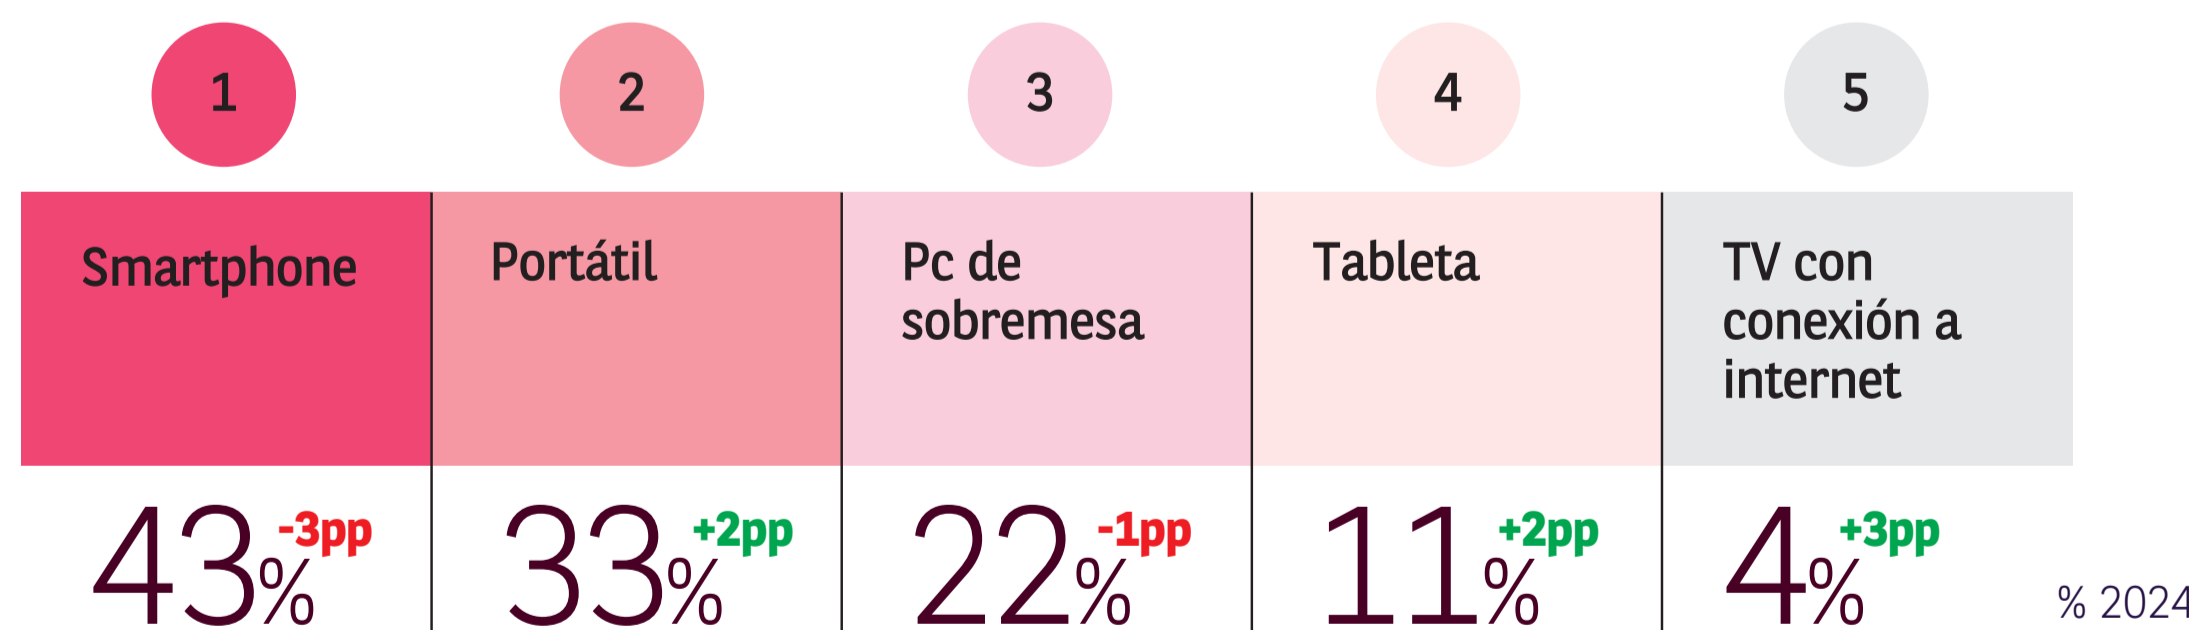 1
2
3
4
5
Smartphone
Portátil
Pc de
sobremesa
Tableta
TV con
conexión a
internet
43% -3pp
33% +2pp
22% -1pp
11% +2pp
4% +3pp
% 2024